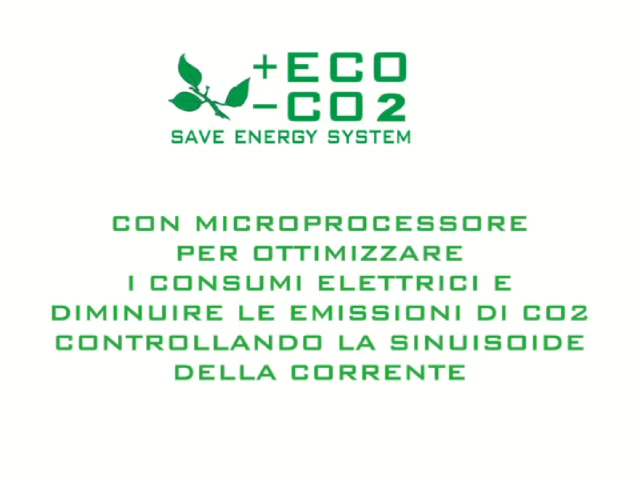 +ECO
-CO2
SAVE ENERGY SYSTEM
CON MICROPROCESSORE
PER OTTIMIZZARE
I CONSUMI ELETTRICI E
DIMINUIRE LE EMISSIONI DI CO2
CONTROLLANDO LA SINUISOIDE
DELLA CORRENTE